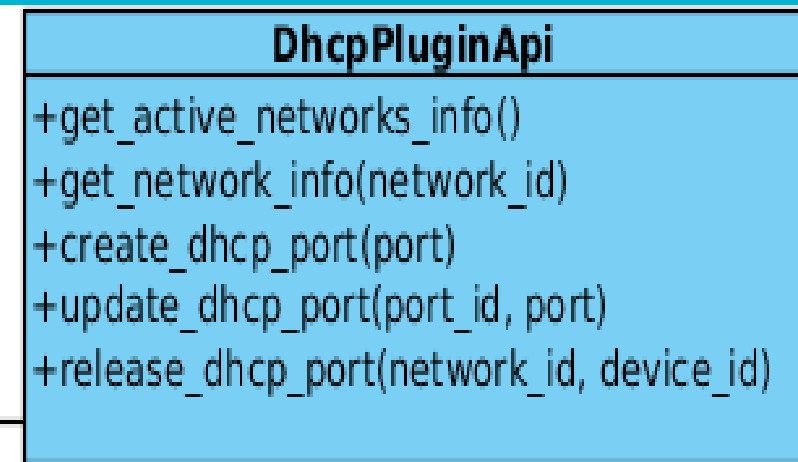 DhcpPluginApi
+get_active_networks_info()
+get_network_info(network_id)
+create_dhcp_port(port)
+update_dhcp_port(port_id, port)
+release_dhcp_port(network_id, device_id)